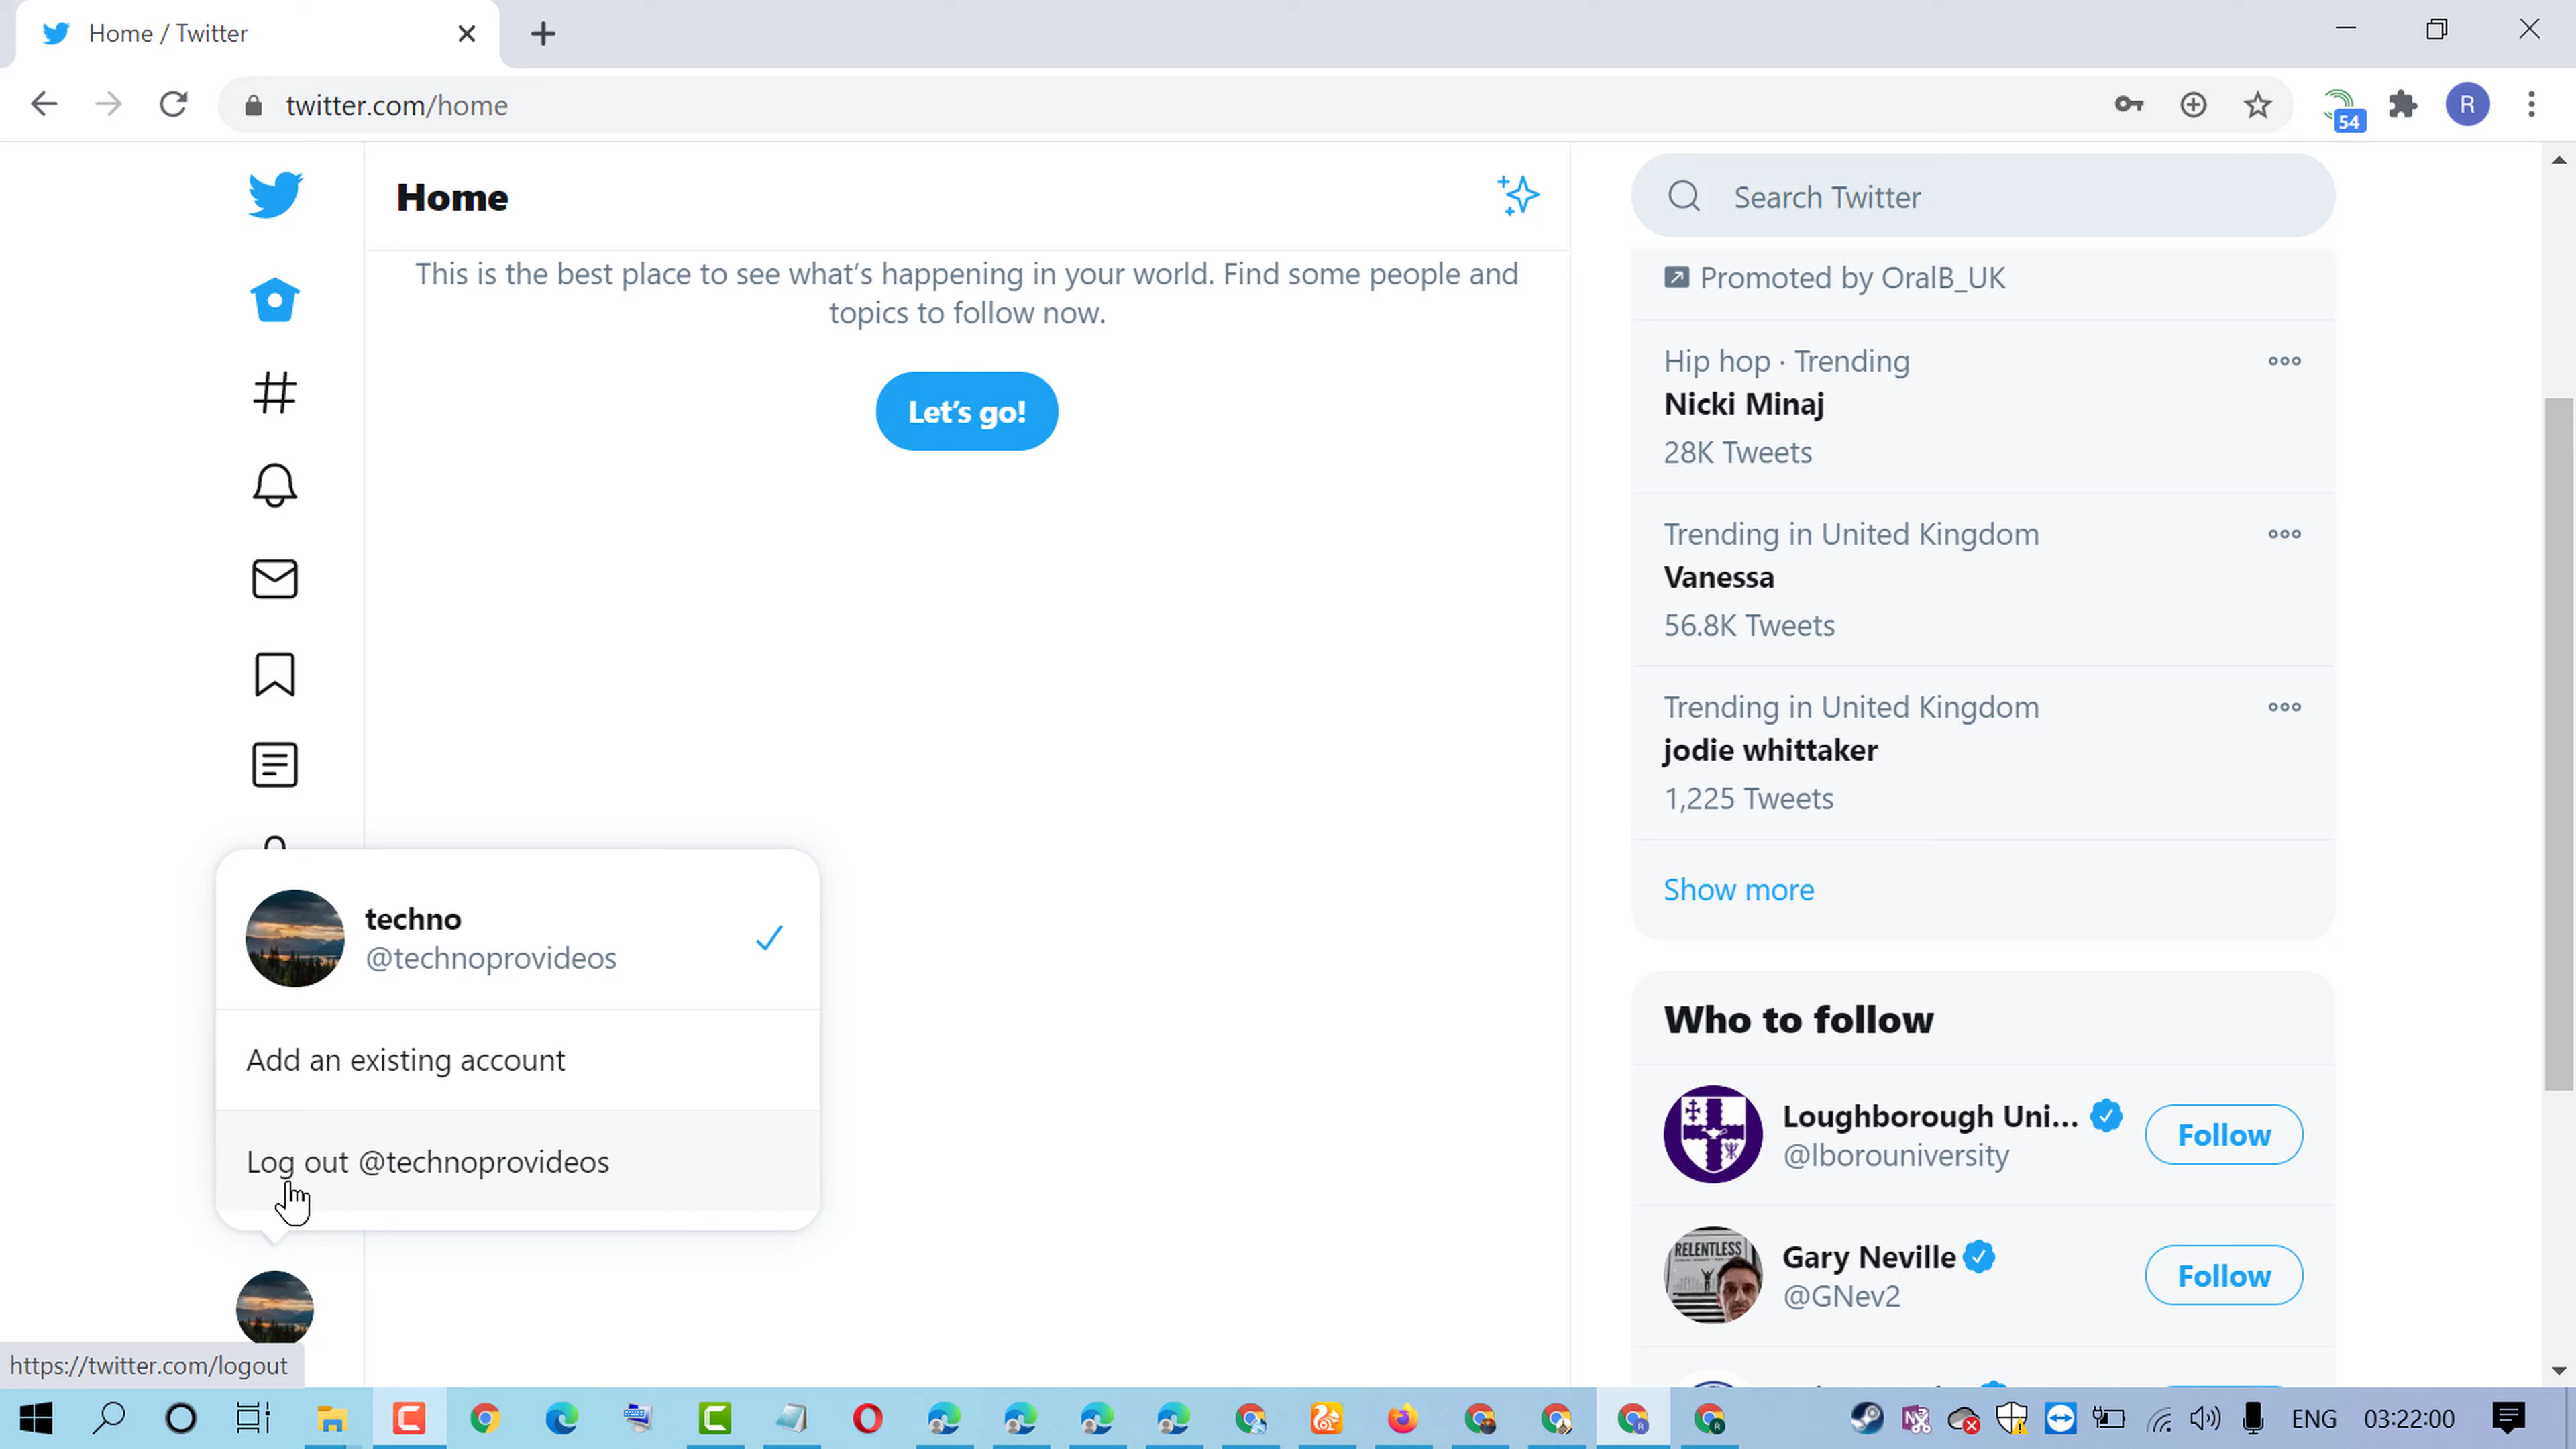 Home / Twitter
twitter.com/home
54
R
Home
This is the best place to see what's happening in your world. Find some people and
topics to follow now.
Let's go!
techno
@technoprovideos
Add an existing account
Log out @technoprovideos
https://twitter.com/logout
Search Twitter
Promoted by OralB_UK
Hip hop · Trending
Nicki Minaj
28K Tweets
Trending in United Kingdom
Vanessa
56.8K Tweets
Trending in United Kingdom
jodie whittaker
1,225 Tweets
Show more
Who to follow
Loughborough Uni...
@lborouniversity
Follow
RELENTLESS
Gary Neville
@GNev2
Follow
ENG
03:22:00